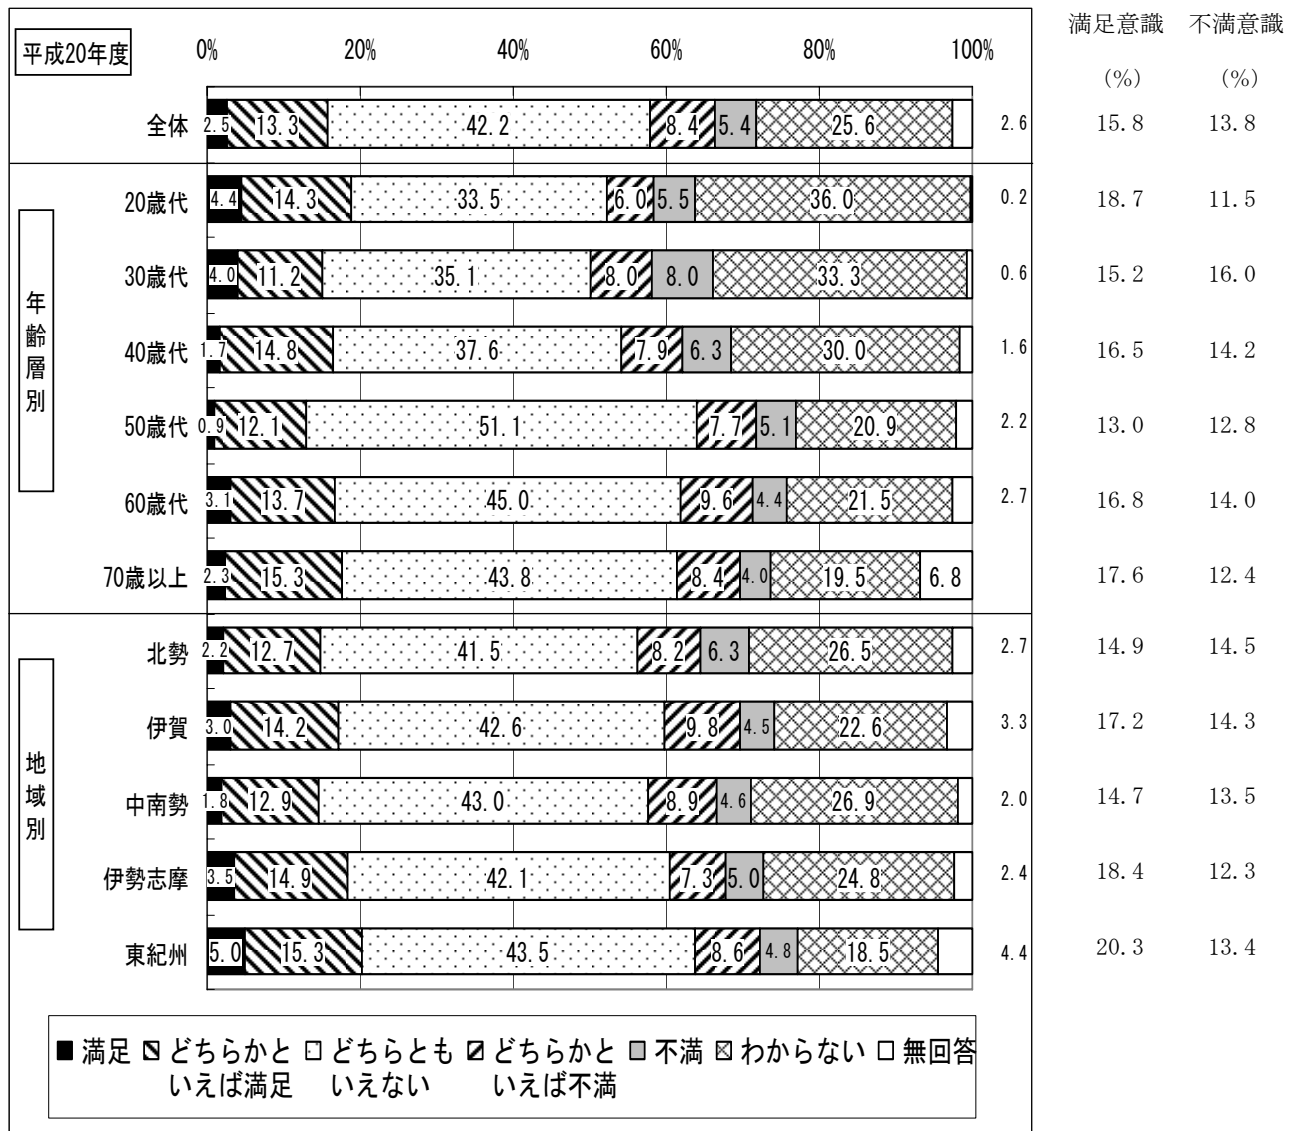 満足意識 不満意識
平成20年度 0% 20% 40% 60% 80% 100%
(%) (%)
全体 2.5 13.3 42.2 8.4 5.4 25.6 2.6 15.8 13.8
年齢層別
20歳代 4.4 14.3 33.5 6.0 5.5 36.0 0.2 18.7 11.5
30歳代 4.0 11.2 35.1 8.0 8.0 33.3 0.6 15.2 16.0
40歳代 1.7 14.8 37.6 7.9 6.3 30.0 1.6 16.5 14.2
50歳代 0.9 12.1 51.1 7.7 5.1 20.9 2.2 13.0 12.8
60歳代 3.1 13.7 45.0 9.6 4.4 21.5 2.7 16.8 14.0
70歳以上 2.3 15.3 43.8 8.4 4.0 19.5 6.8 17.6 12.4
地域別
北勢 2.2 12.7 41.5 8.2 6.3 26.5 2.7 14.9 14.5
伊賀 3.0 14.2 42.6 9.8 4.5 22.6 3.3 17.2 14.3
中南勢 1.8 12.9 43.0 8.9 4.6 26.9 2.0 14.7 13.5
伊勢志摩 3.5 14.9 42.1 7.3 5.0 24.8 2.4 18.4 12.3
東紀州 5.0 15.3 43.5 8.6 4.8 18.5 4.4 20.3 13.4
満足 どちらかと どちらとも どちらかと 不満 わからない 無回答
いえば満足 いえない いえば不満